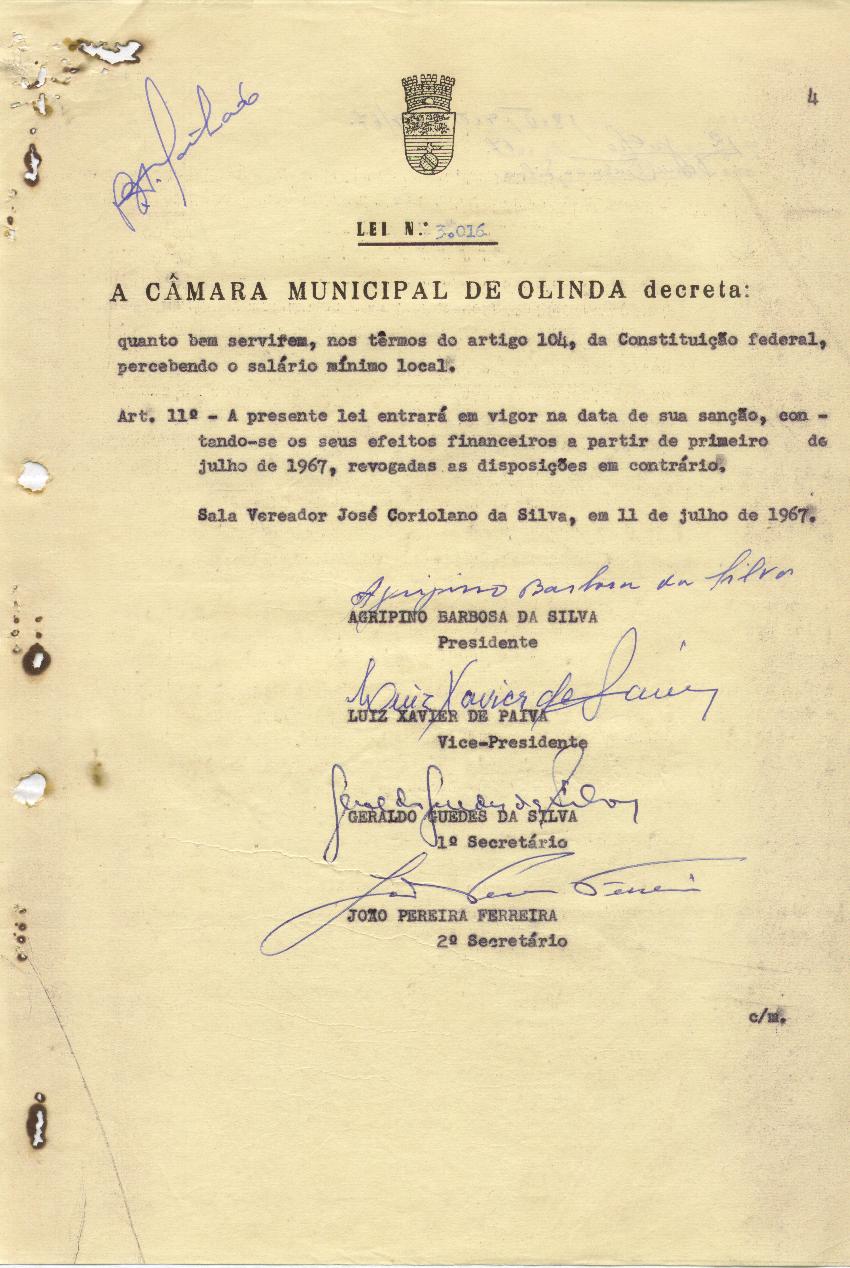 4
LEI N.º 3.016
A CÂMARA MUNICIPAL DE OLINDA decreta:
quanto bem servirem, nos têrmos do artigo 104, da Constituição federal,
percebendo o salário mínimo local.
Art. 11º - A presente lei entrará em vigor na data de sua sanção, con -
tando-se os seus efeitos financeiros a partir de primeiro de
julho de 1967, revogadas as disposições em contrário.
Sala Vereador José Coriolano da Silva, em 11 de julho de 1967.
Agripino Barbosa da Silva
AGRIPINO BARBOSA DA SILVA
Presidente
Luiz Xavier de Paiva
LUIZ XAVIER DE PAIVA
Vice-Presidente
Geraldo Guedes da Silva
GERALDO GUEDES DA SILVA
1º Secretário
João Pereira Ferreira
JOÃO PEREIRA FERREIRA
2º Secretário
c/m.